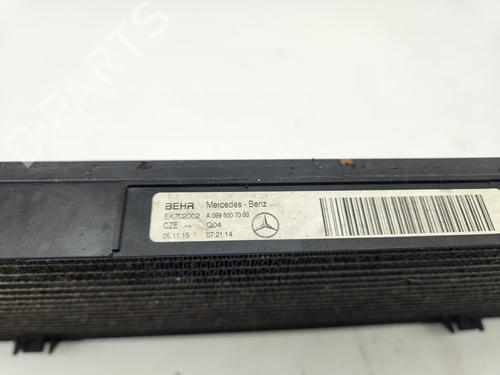 B-PARTS
BEHR Mercedes-Benz
EK702002 A 099 500 70 03
CZE Q04
05.11.15 07:21:14